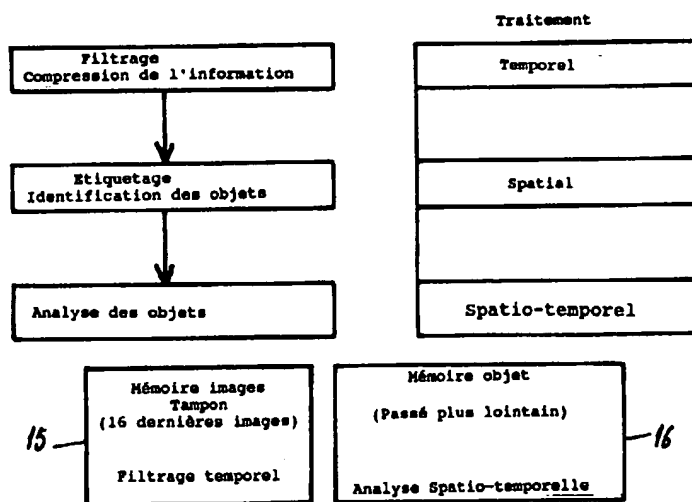 Traitement
Filtrage
Compression de l'information
Temporel
Etiquetage
Identification des objets
Spatial
Analyse des objets
Spatio-temporel
Mémoire images
Tampon
(16 dernières images)
Filtrage temporel
15
Mémoire objet
(Passé plus lointain)
Analyse Spatio-temporelle
16